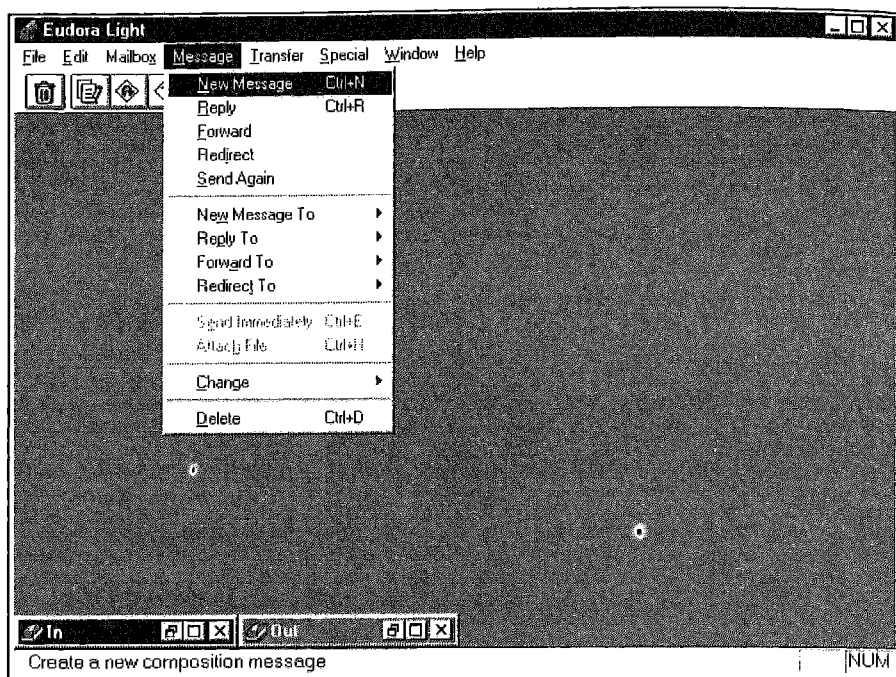 Eudora Light
File Edit Mailbox Message Transfer Special Window Help
New Message Ctrl+N
Reply Ctrl+R
Forward
Redirect
Send Again
New Message To
Reply To
Forward To
Redirect To
Send Immediately Ctrl+E
Attach File Ctrl+H
Change
Delete Ctrl+D
In Out
Create a new composition message NUM